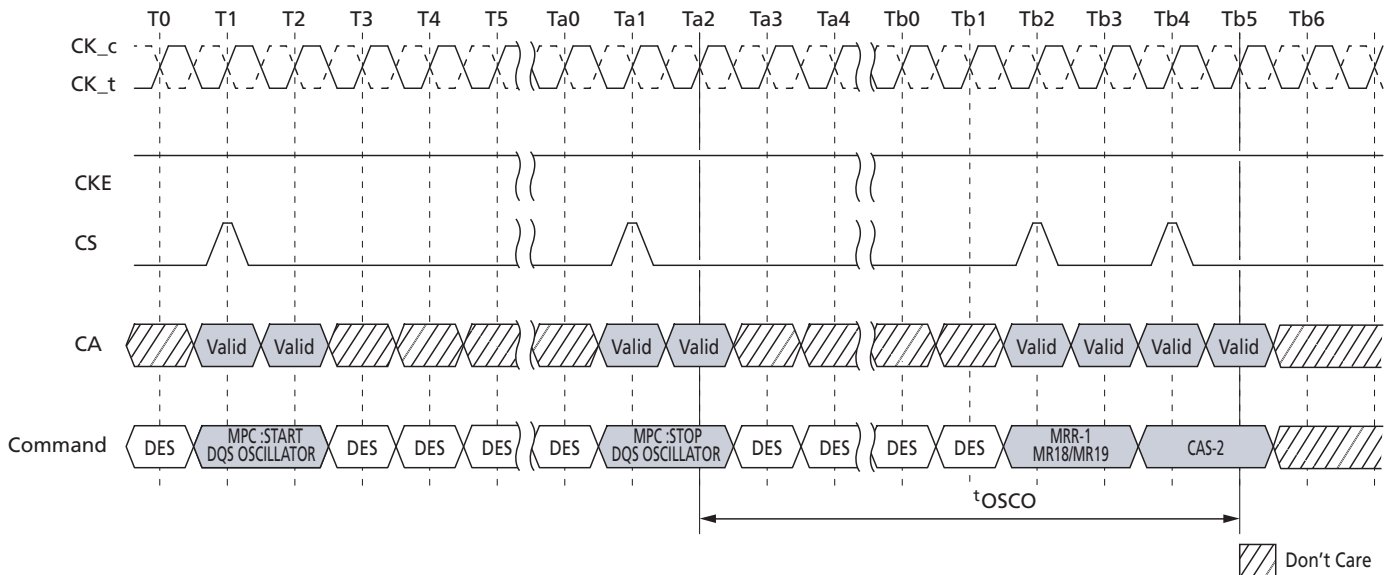 T0 T1 T2 T3 T4 T5 Ta0 Ta1 Ta2 Ta3 Ta4 Tb0 Tb1 Tb2 Tb3 Tb4 Tb5 Tb6
CK_c
CK_t
CKE
CS
CA Valid Valid Valid Valid Valid Valid Valid Valid
Command DES MPC :START DES DES DES DES MPC :STOP DES DES DES DES MRR-1 CAS-2
DQS OSCILLATOR DQS OSCILLATOR MR18/MR19
tOSCO
Don't Care